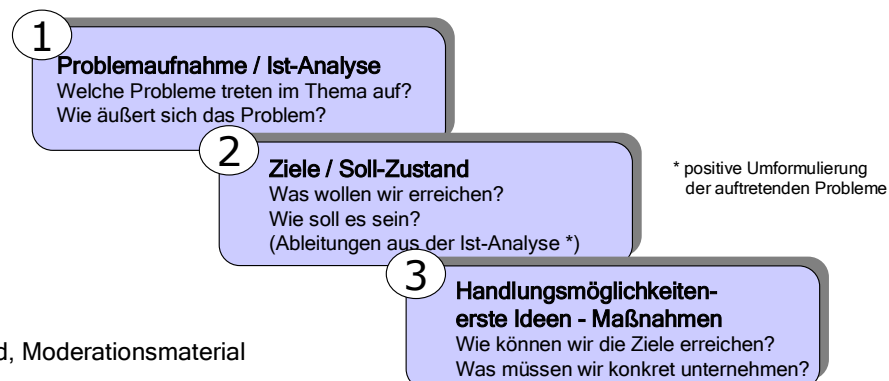 1
Problemaufnahme / Ist-Analyse
Welche Probleme treten im Thema auf?
Wie äußert sich das Problem?
2
Ziele / Soll-Zustand
Was wollen wir erreichen?
Wie soll es sein?
(Ableitungen aus der Ist-Analyse *)
* positive Umformulierung
der auftretenden Probleme
3
Handlungsmöglichkeiten-
erste Ideen - Maßnahmen
Wie können wir die Ziele erreichen?
Was müssen wir konkret unternehmen?
, Moderationsmaterial